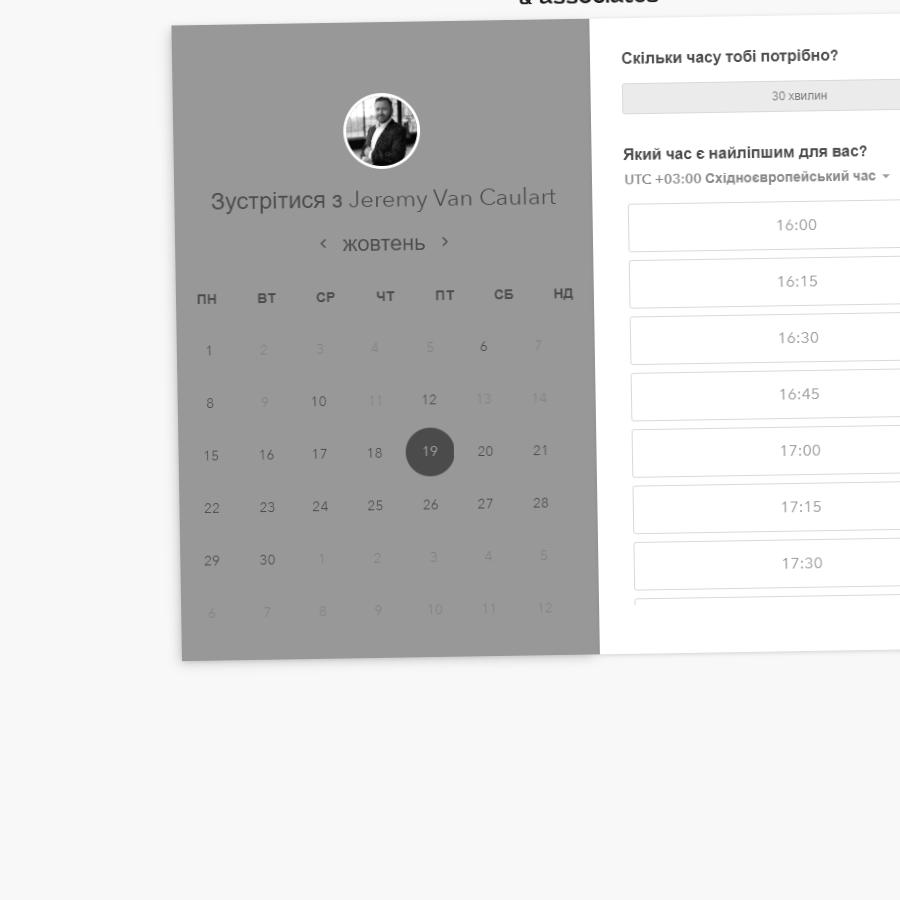 & associates
Зустрітися з Jeremy Van Caulart
жовтень
ПН ВТ СР ЧТ ПТ СБ НД
1 2 3 4 5 6 7
8 9 10 11 12 13 14
15 16 17 18 19 20 21
22 23 24 25 26 27 28
29 30 1 2 3 4 5
6 7 8 9 10 11 12
Скільки часу тобі потрібно?
30 хвилин
Який час є найліпшим для вас?
UTC +03:00 Східноєвропейський час
16:00
16:15
16:30
16:45
17:00
17:15
17:30